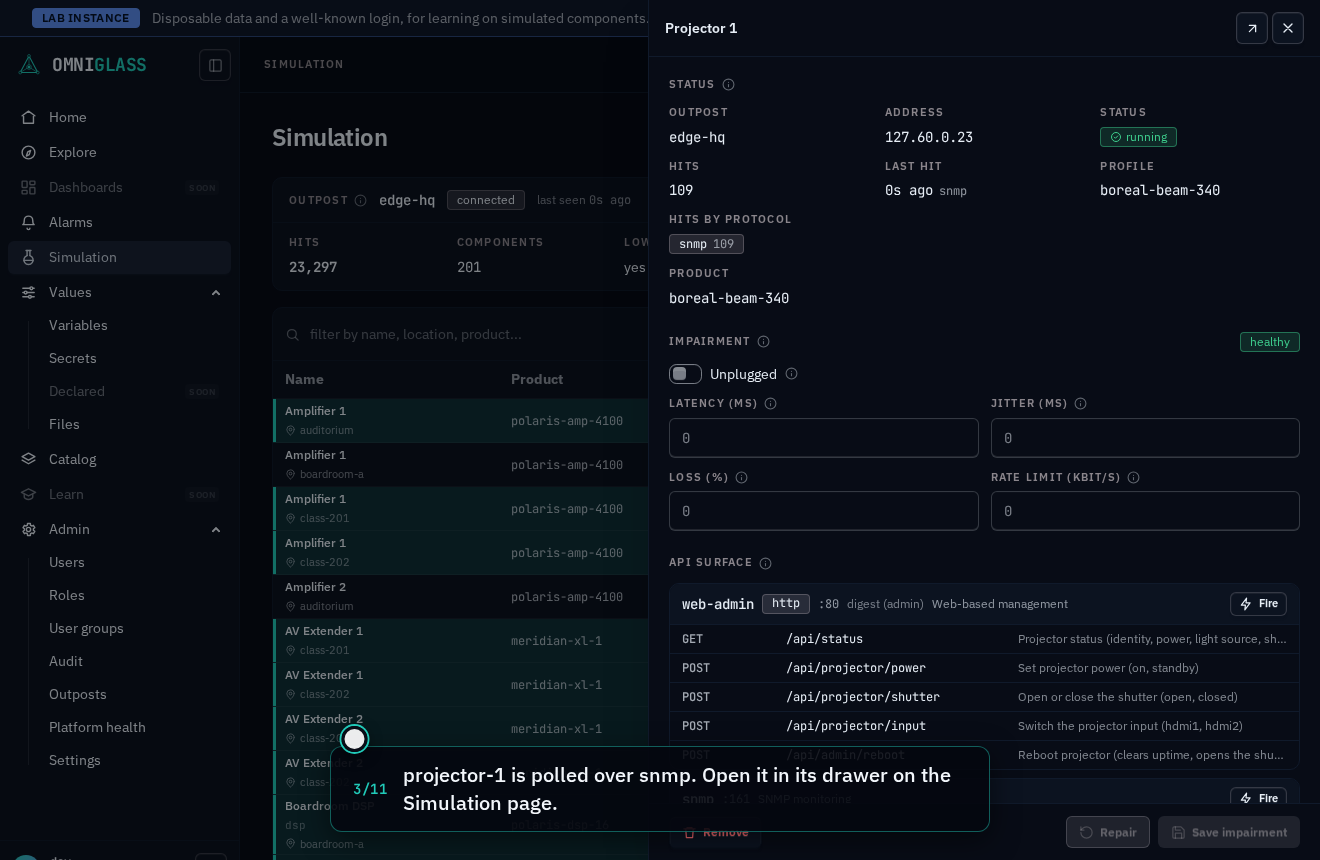 LAB INSTANCE Disposable data and a well-known login, for learning on simulated components.
OMNIGLASS
Home
Explore
Dashboards SOON
Alarms
Simulation
Values
Variables
Secrets
Declared SOON
Files
Catalog
Learn SOON
Admin
Users
Roles
User groups
Audit
Outposts
Platform health
Settings
SIMULATION
Simulation
OUTPOST edge-hq connected last seen 0s ago
HITS COMPONENTS
23,297 201 yes
filter by name, location, product...
Name Product
Amplifier 1 polaris-amp-4100
auditorium
Amplifier 1 polaris-amp-4100
boardroom-a
Amplifier 1 polaris-amp-4100
class-201
Amplifier 1 polaris-amp-4100
class-202
Amplifier 2 polaris-amp-4100
auditorium
AV Extender 1 meridian-xl-1
class-201
AV Extender 1 meridian-xl-1
class-202
AV Extender 2 meridian-xl-1
boardroom-a
Projector 1
STATUS
OUTPOST ADDRESS STATUS
edge-hq 127.60.0.23 running
HITS LAST HIT PROFILE
109 0s ago snmp boreal-beam-340
HITS BY PROTOCOL
snmp 109
PRODUCT
boreal-beam-340
IMPAIRMENT healthy
Unplugged
LATENCY (MS) JITTER (MS)
0 0
LOSS (%) RATE LIMIT (KBIT/S)
0 0
API SURFACE
web-admin http :80 digest (admin) Web-based management Fire
GET /api/status Projector status (identity, power, light source, sh...
POST /api/projector/power Set projector power (on, standby)
POST /api/projector/shutter Open or close the shutter (open, closed)
POST /api/projector/input Switch the projector input (hdmi1, hdmi2)
POST /api/admin/reboot Reboot projector (clears uptime, opens the shu...
snmp :161 SNMP monitoring Fire
3/11 projector-1 is polled over snmp. Open it in its drawer on the
Simulation page.
Remove Repair Save impairment